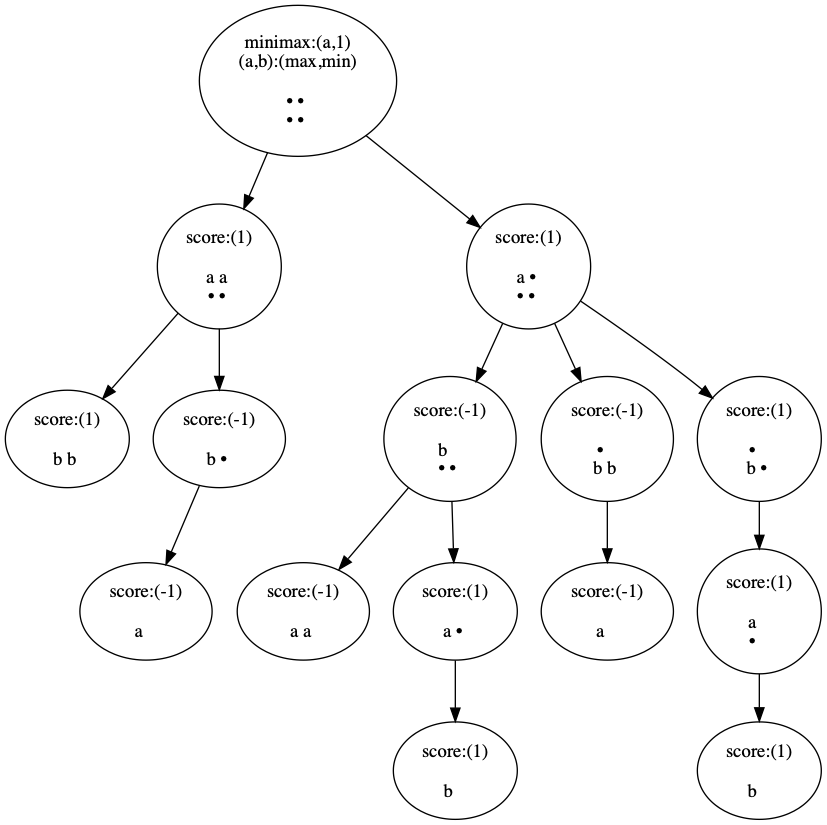 minimax:(a,1)
(a,b):(max,min)
• •
• •
score:(1)
a a
• •
score:(1)
a •
• •
score:(1)
b b
score:(-1)
b •
score:(-1)
b
• •
score:(-1)
•
b b
score:(1)
•
b •
score:(-1)
a
score:(-1)
a a
score:(1)
a •
score:(-1)
a
score:(1)
a
•
score:(1)
b
score:(1)
b